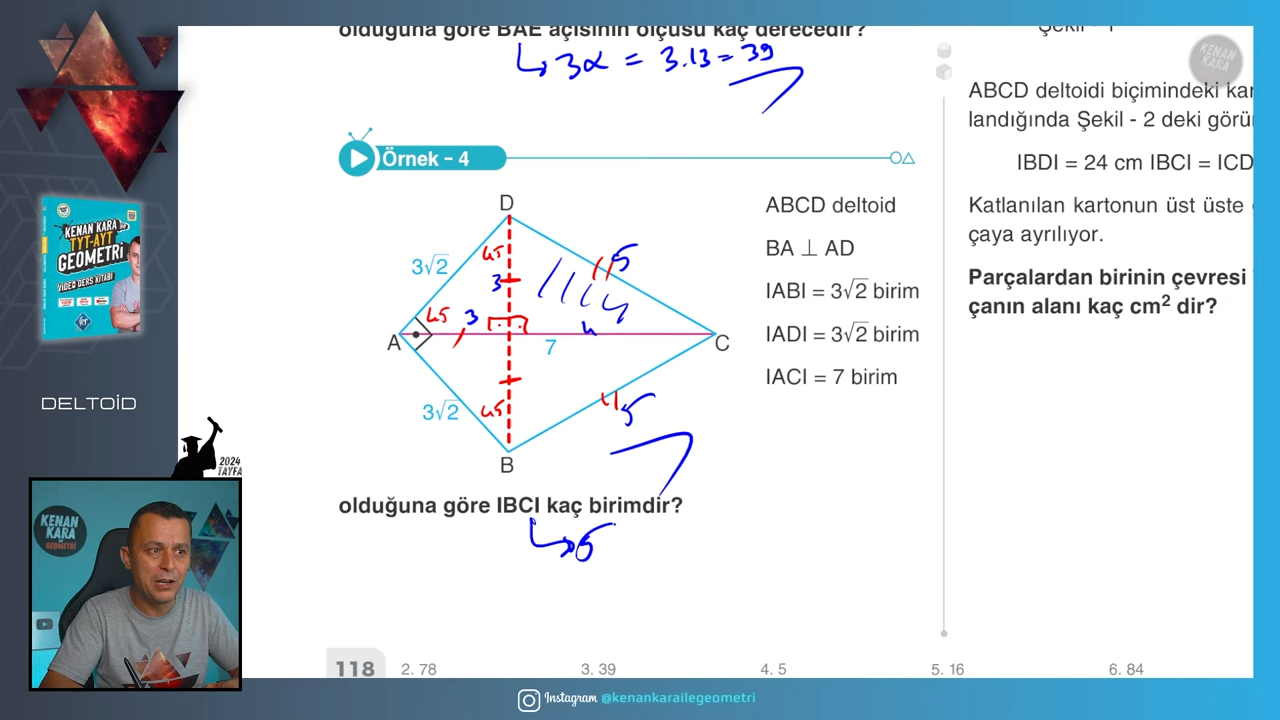 olduğuna göre BAE açısının ölçüsü kaç derecedir?
3α = 3.13 = 39
Örnek - 4
D
3√2
45
3
5
4
45
3
4
A
7
C
3√2
45
5
B
ABCD deltoid
BA ⊥ AD
IABI = 3√2 birim
IADI = 3√2 birim
IACI = 7 birim
olduğuna göre IBCI kaç birimdir?
5
118
2. 78
3. 39
4. 5
5. 16
6. 84
Şekil - 1
ABCD deltoidi biçimindeki kar
landığında Şekil - 2 deki görü
IBDI = 24 cm IBCI = ICD
Katlanılan kartonun üst üste
çaya ayrılıyor.
Parçalardan birinin çevresi
çanın alanı kaç cm² dir?
KENAN
KARA
KENAN KARA
TYT-AYT
GEOMETRİ
VİDEO DERS KİTABI
DELTOİD
2024
TAYFA
KENAN
KARA
GEOMETRİ
Instagram @kenankarailegeometri